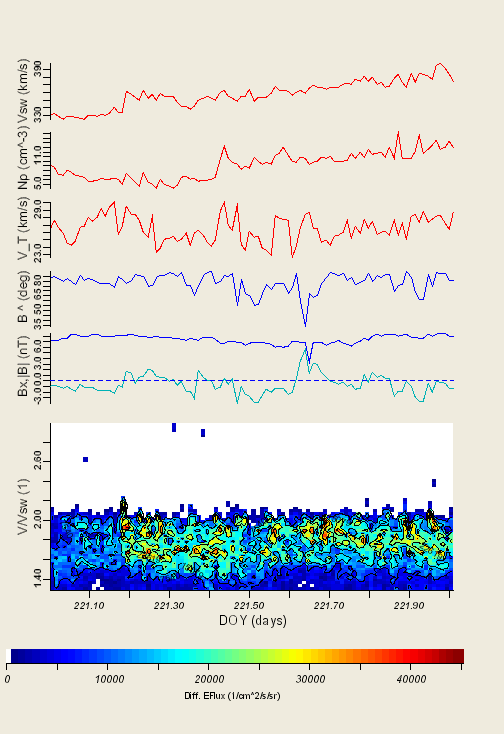 Vsw (km/s)
390
330
Np (cm^-3)
11.0
5.0
V_T (km/s)
29.0
23.0
B ^ (deg)
80
65
50
35
Bx,|B| (nT)
6.0
3.0
0.0
-3.0
V/Vsw (1)
2.60
2.00
1.40
221.10 221.30 221.50 221.70 221.90
DOY (days)
0 10000 20000 30000 40000
Diff. EFlux (1/cm^2/s/sr)